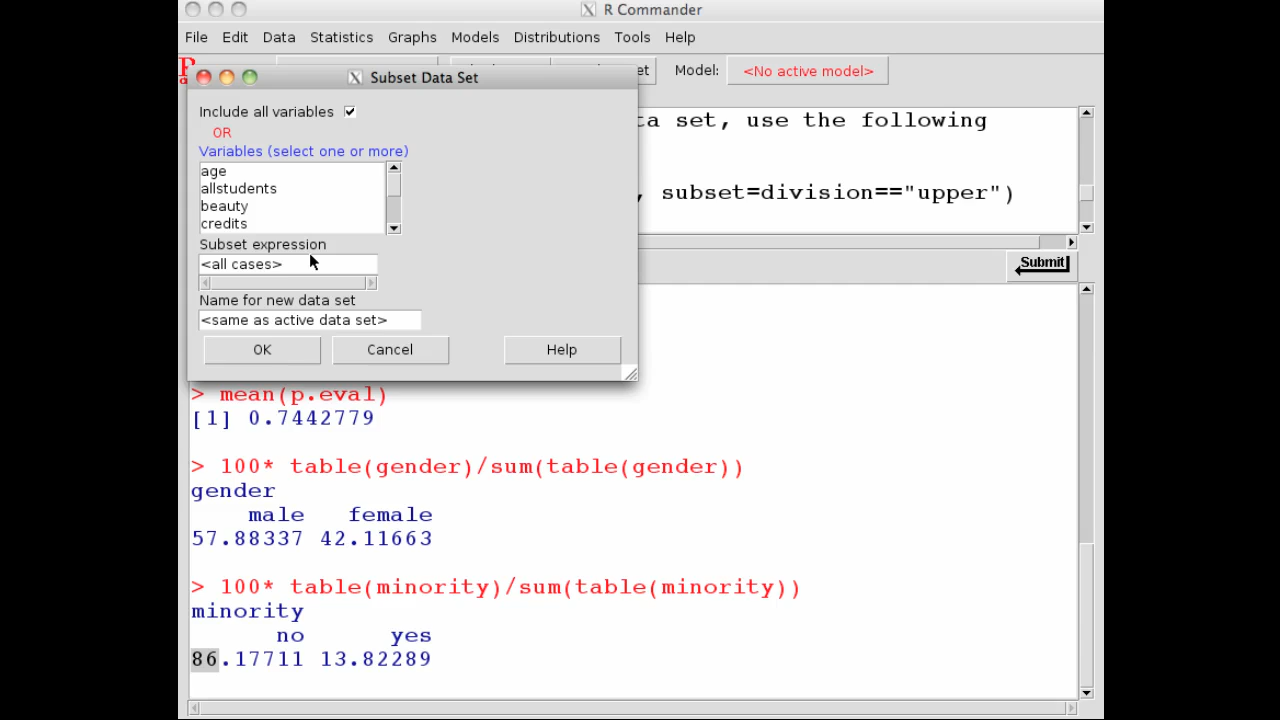 R Commander
File Edit Data Statistics Graphs Models Distributions Tools Help
Model: <No active model>
Subset Data Set
Include all variables
OR
Variables (select one or more)
age
allstudents
beauty
credits
Subset expression
<all cases>
Name for new data set
<same as active data set>
OK Cancel Help
ta set, use the following
, subset=division=="upper")
Submit
> mean(p.eval)
[1] 0.7442779
> 100* table(gender)/sum(table(gender))
gender
male female
57.88337 42.11663
> 100* table(minority)/sum(table(minority))
minority
no yes
86.17711 13.82289